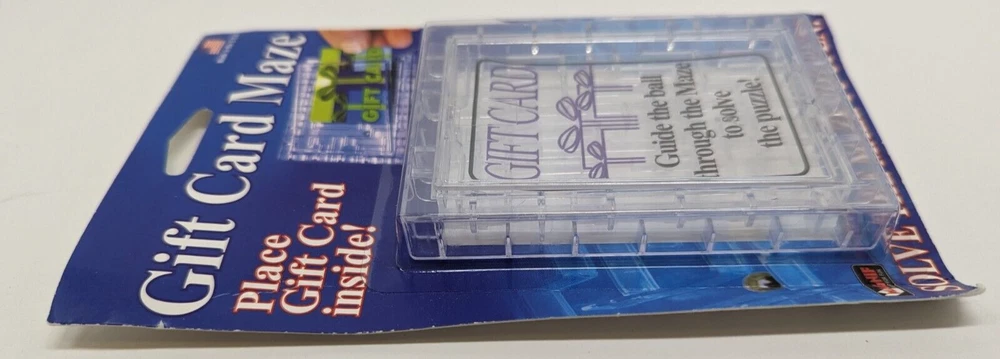 Gift Card Maze
Place
Gift Card
inside!
GIFT CARD
GIFT CARD
Guide the ball
through the Maze
to solve
the puzzle!
SOLVE